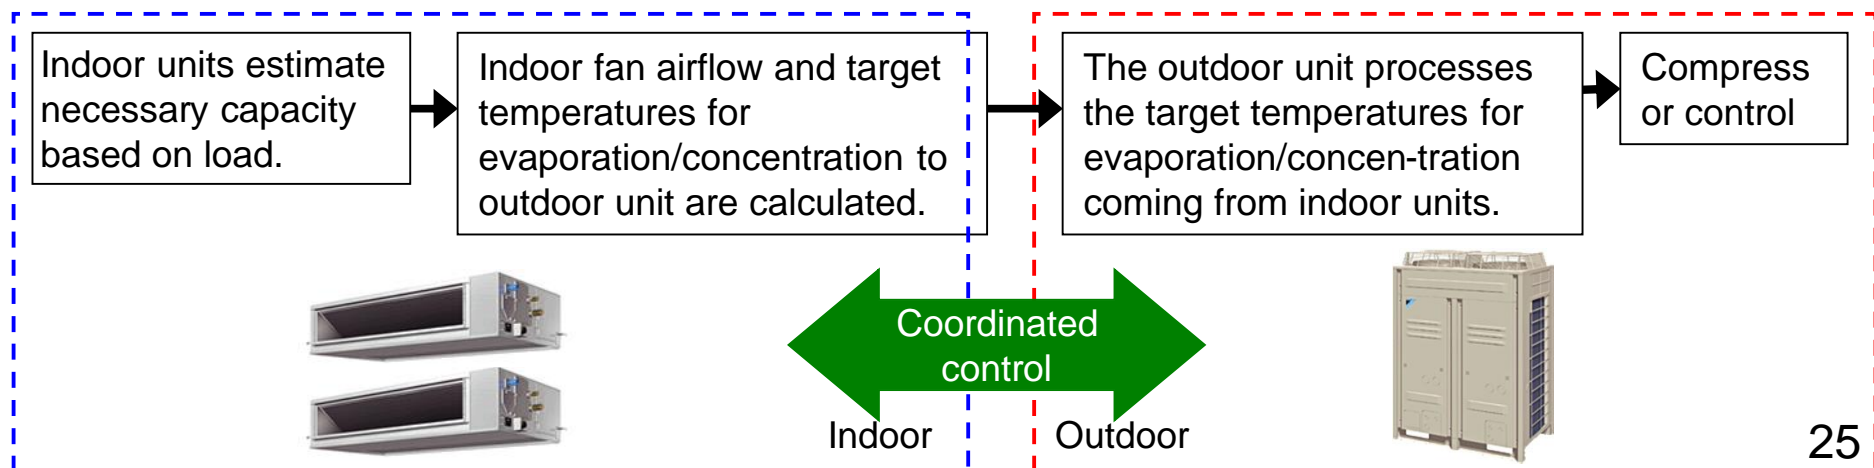 Indoor units estimate
necessary capacity
based on load.
Indoor fan airflow and target
temperatures for
evaporation/concentration to
outdoor unit are calculated.
The outdoor unit processes
the target temperatures for
evaporation/concen-tration
coming from indoor units.
Compress
or control
Coordinated
control
Indoor
Outdoor
25